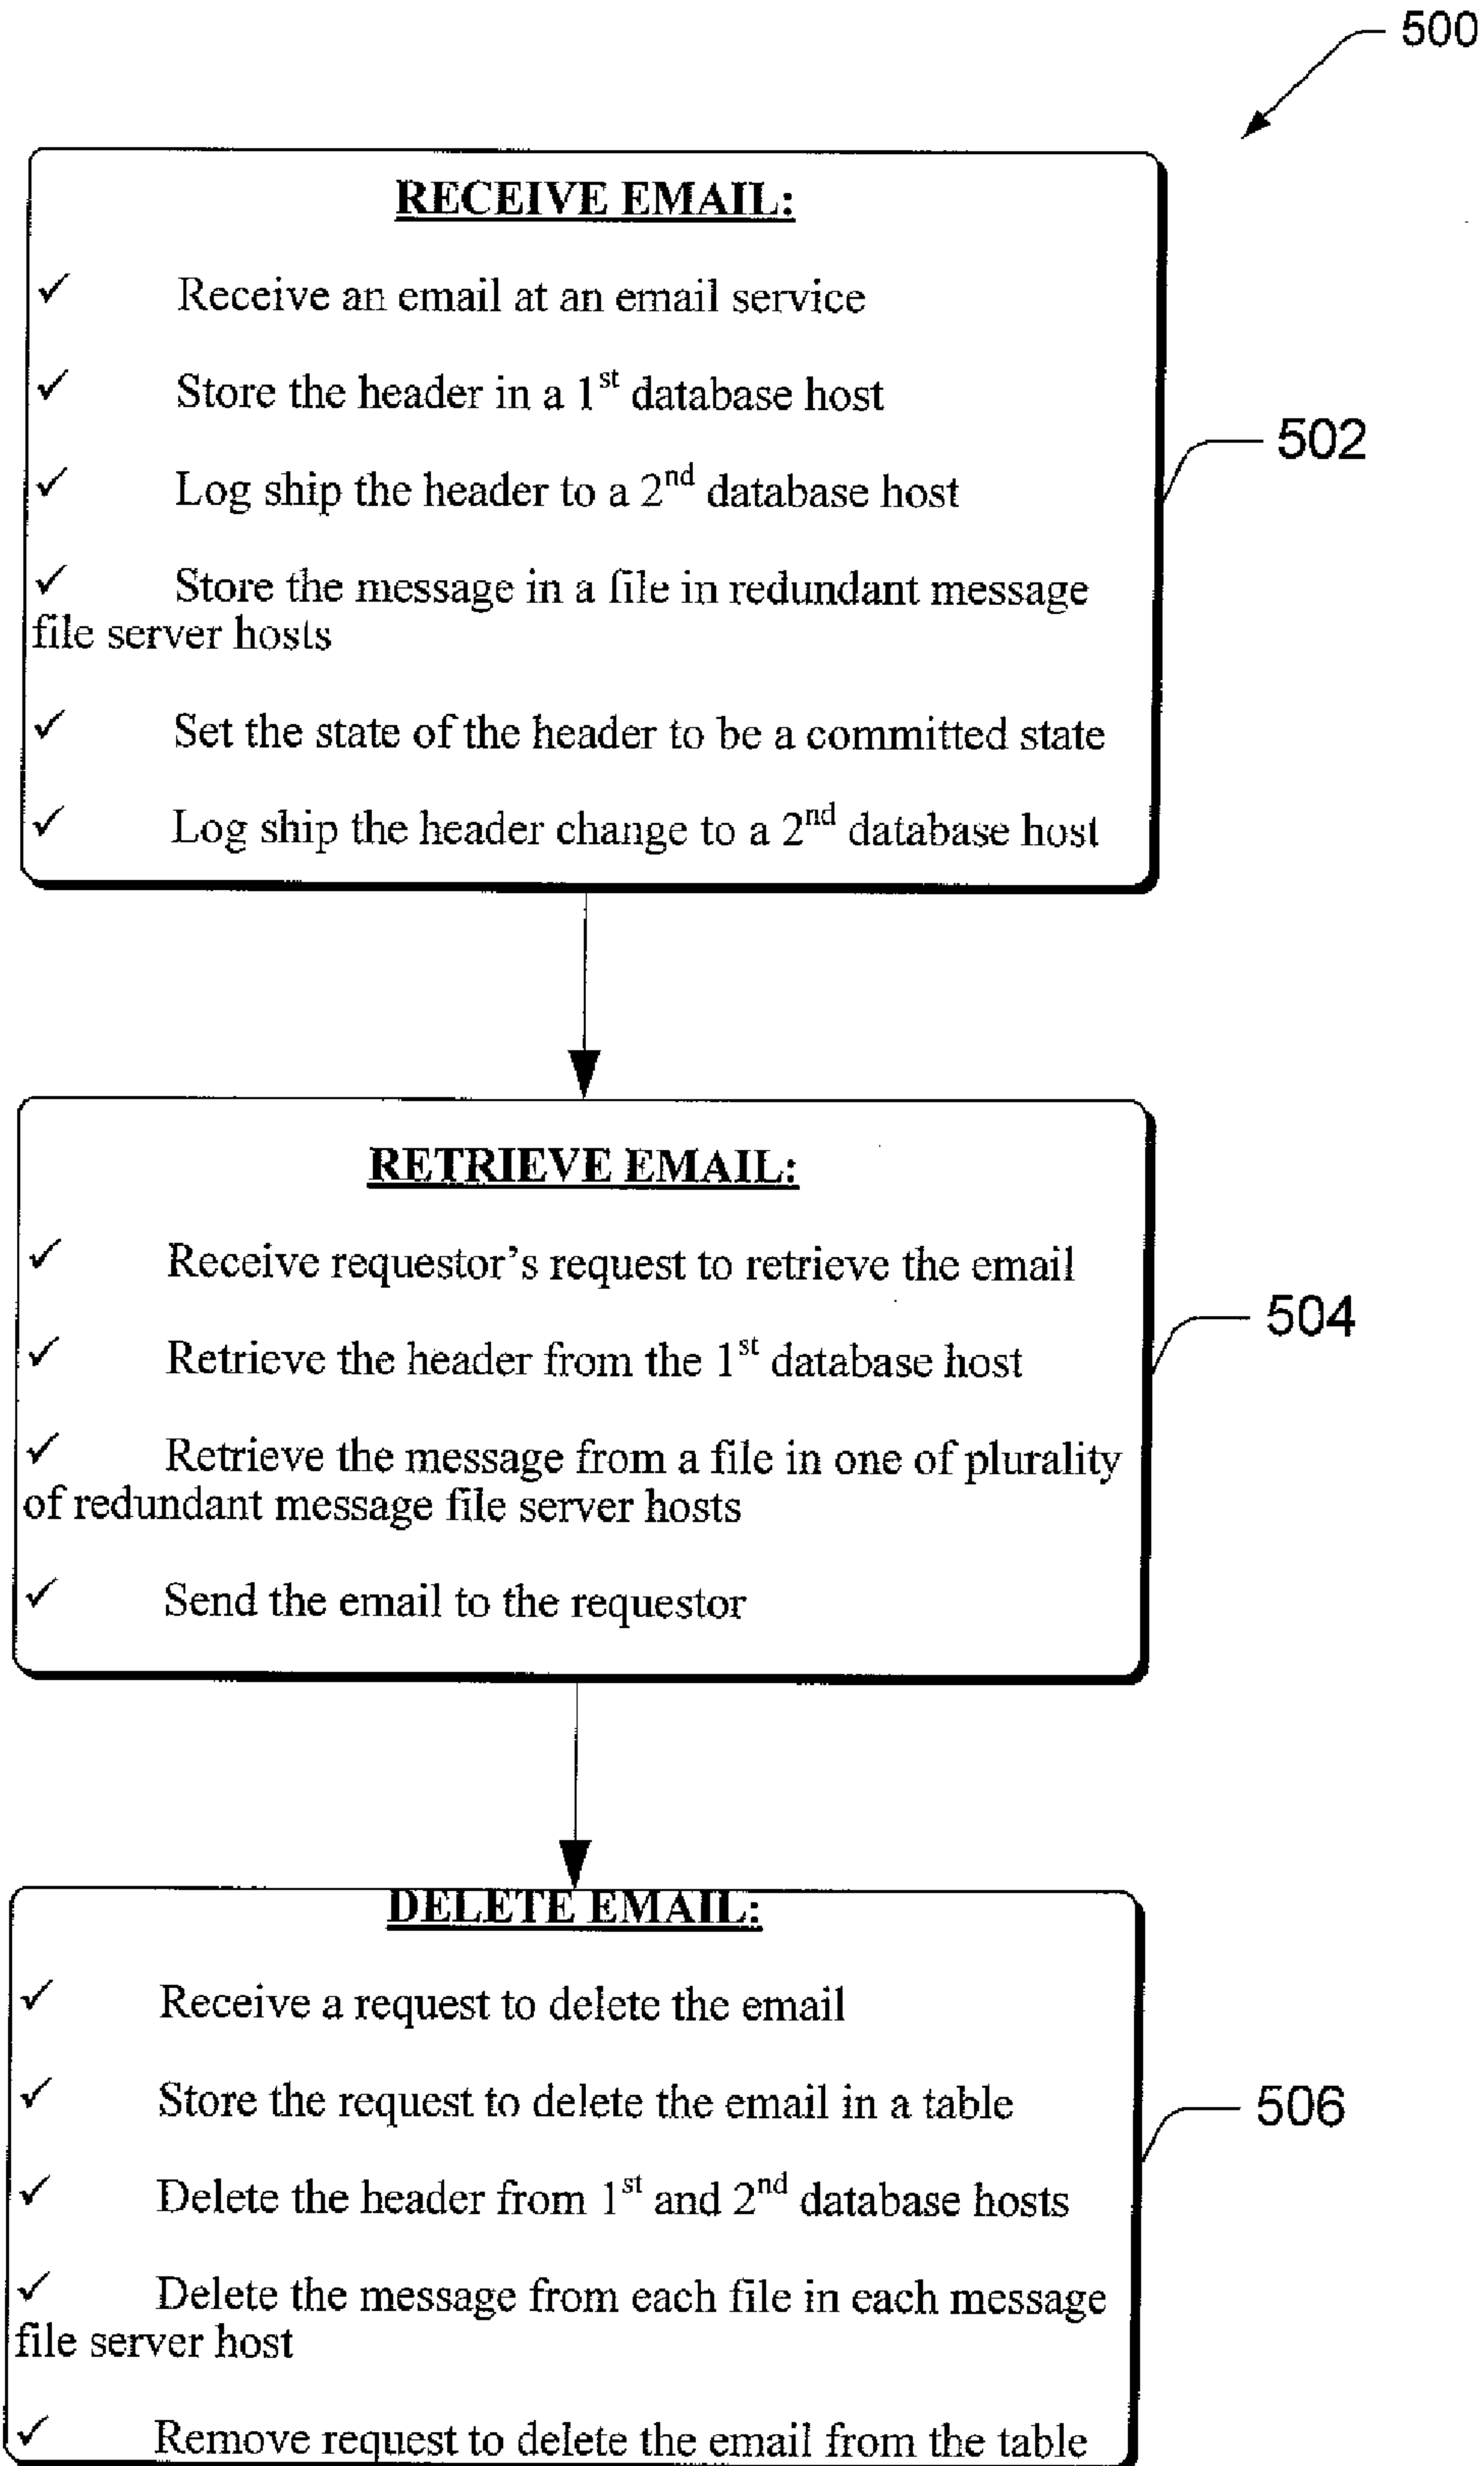 500
RECEIVE EMAIL:
✓ Receive an email at an email service
✓ Store the header in a 1st database host
✓ Log ship the header to a 2nd database host
✓ Store the message in a file in redundant message
file server hosts
✓ Set the state of the header to be a committed state
✓ Log ship the header change to a 2nd database host
502
RETRIEVE EMAIL:
✓ Receive requestor’s request to retrieve the email
✓ Retrieve the header from the 1st database host
✓ Retrieve the message from a file in one of plurality
of redundant message file server hosts
✓ Send the email to the requestor
504
DELETE EMAIL:
✓ Receive a request to delete the email
✓ Store the request to delete the email in a table
✓ Delete the header from 1st and 2nd database hosts
✓ Delete the message from each file in each message
file server host
✓ Remove request to delete the email from the table
506